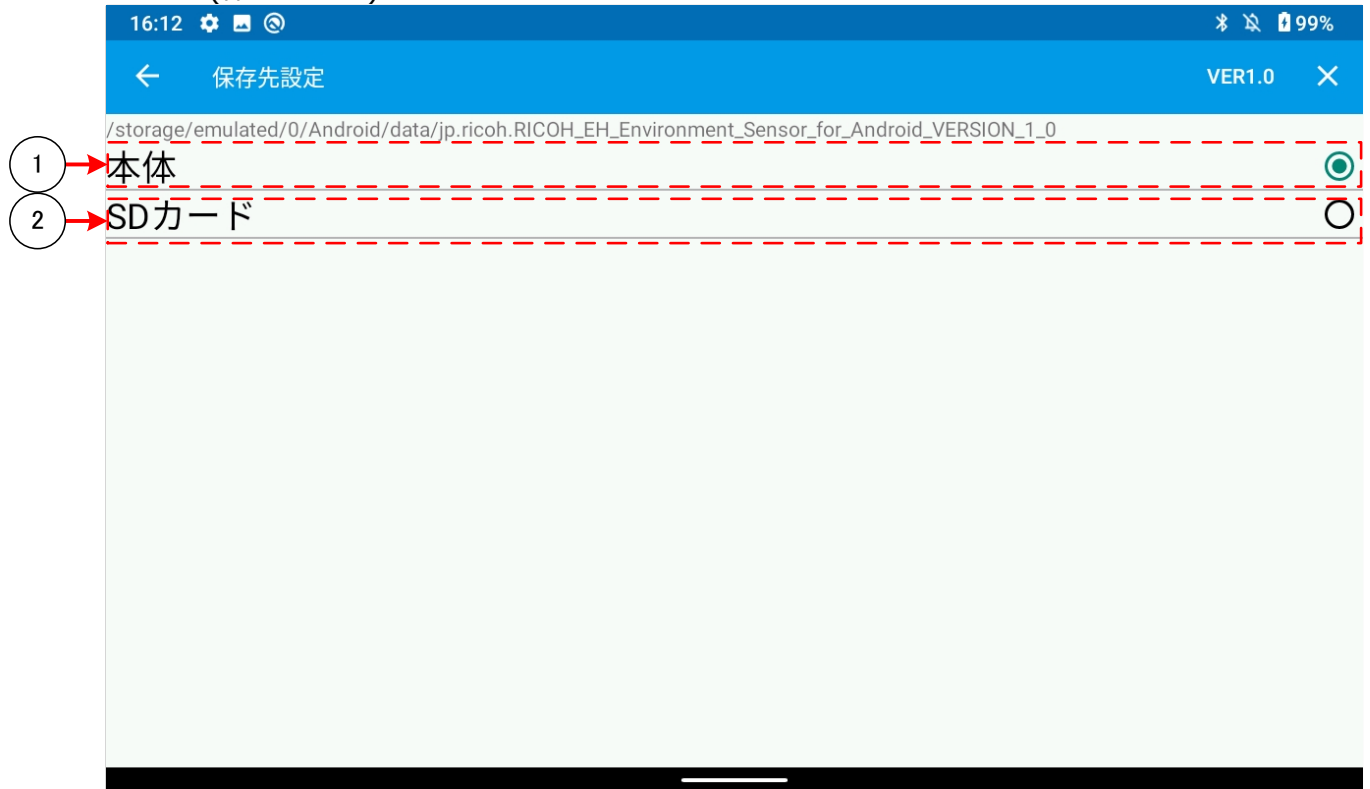 16:12 99%
← 保存先設定 VER1.0 ×
/storage/emulated/0/Android/data/jp.ricoh.RICOH_EH_Environment_Sensor_for_Android_VERSION_1_0
1 本体
2 SDカード